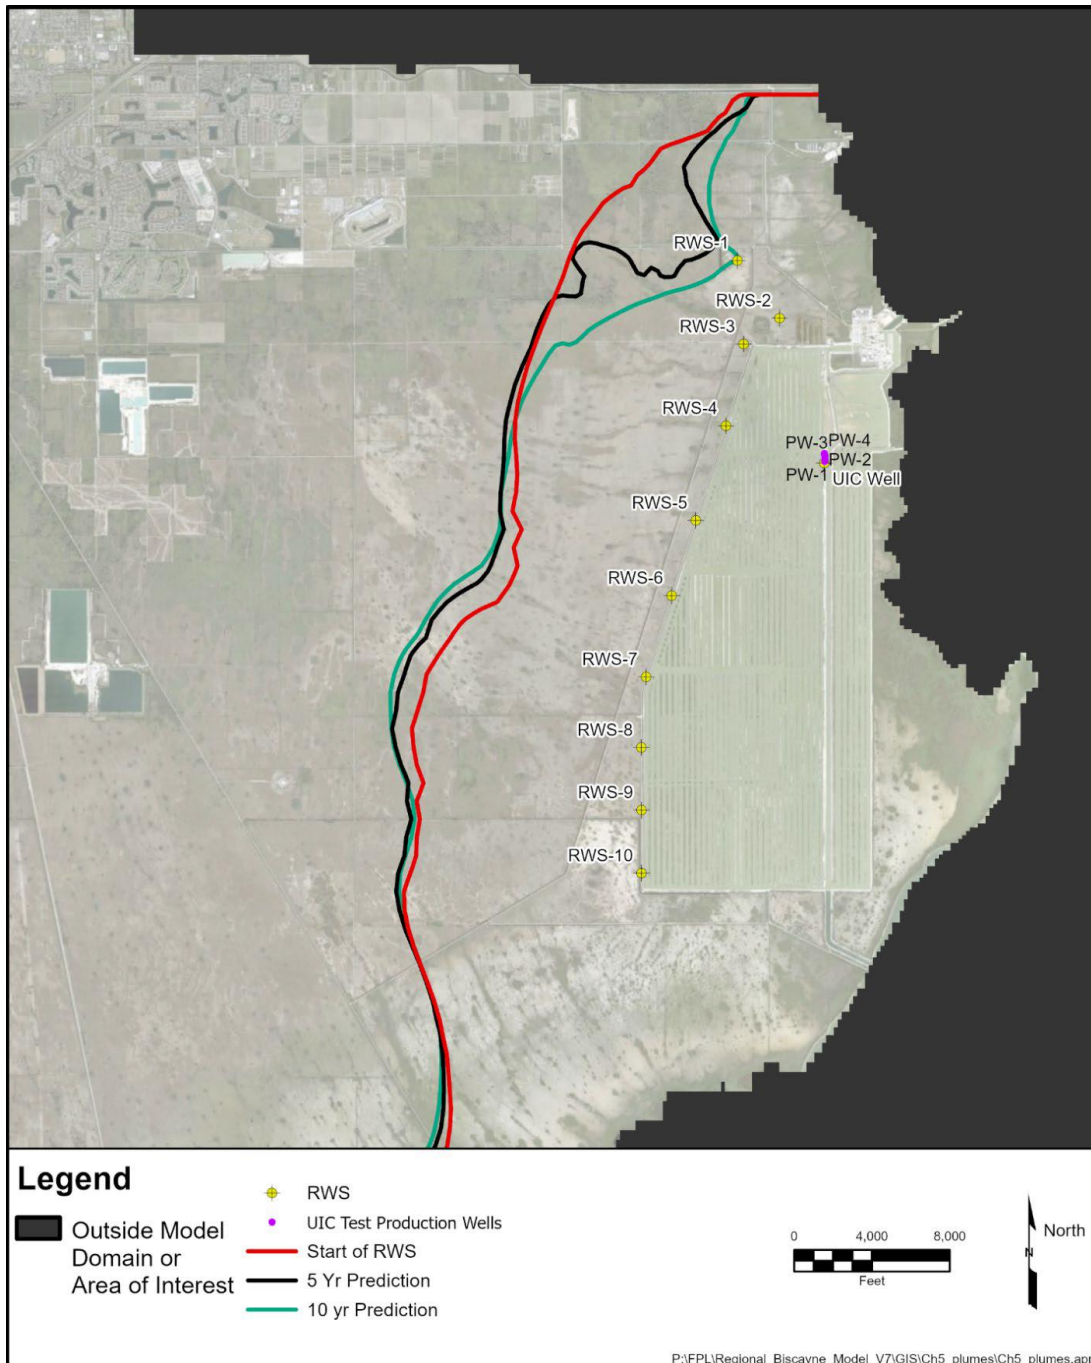 RWS-1
RWS-2
RWS-3
RWS-4
PW-3 PW-4
PW-2
PW-1 UIC Well
RWS-5
RWS-6
RWS-7
RWS-8
RWS-9
RWS-10
Legend
Outside Model
Domain or
Area of Interest
RWS
UIC Test Production Wells
Start of RWS
5 Yr Prediction
10 yr Prediction
0 4,000 8,000
Feet
N
North
P:\FPL\Regional_Biscayne_Model_V7\GIS\Ch5_plumes\Ch5_plumes.apr